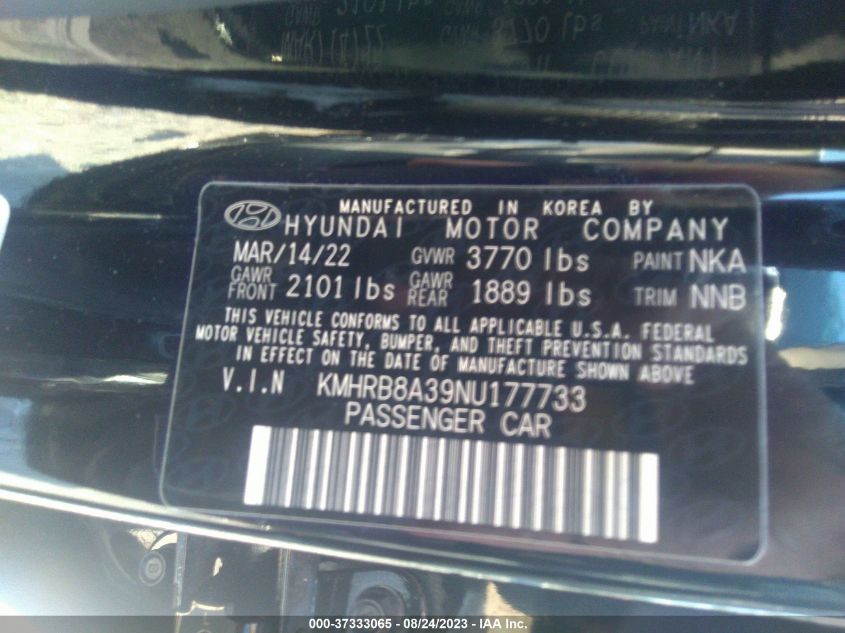 MANUFACTURED IN KOREA BY
HYUNDAI MOTOR COMPANY
MAR/14/22 GVWR 3770 lbs PAINT NKA
GAWR FRONT 2101 lbs GAWR REAR 1889 lbs TRIM NNB
THIS VEHICLE CONFORMS TO ALL APPLICABLE U.S.A. FEDERAL
MOTOR VEHICLE SAFETY, BUMPER, AND THEFT PREVENTION STANDARDS
IN EFFECT ON THE DATE OF MANUFACTURE SHOWN ABOVE
V.I.N KMHRB8A39NU177733
PASSENGER CAR
000-37333065 - 08/24/2023 - © IAA Inc.